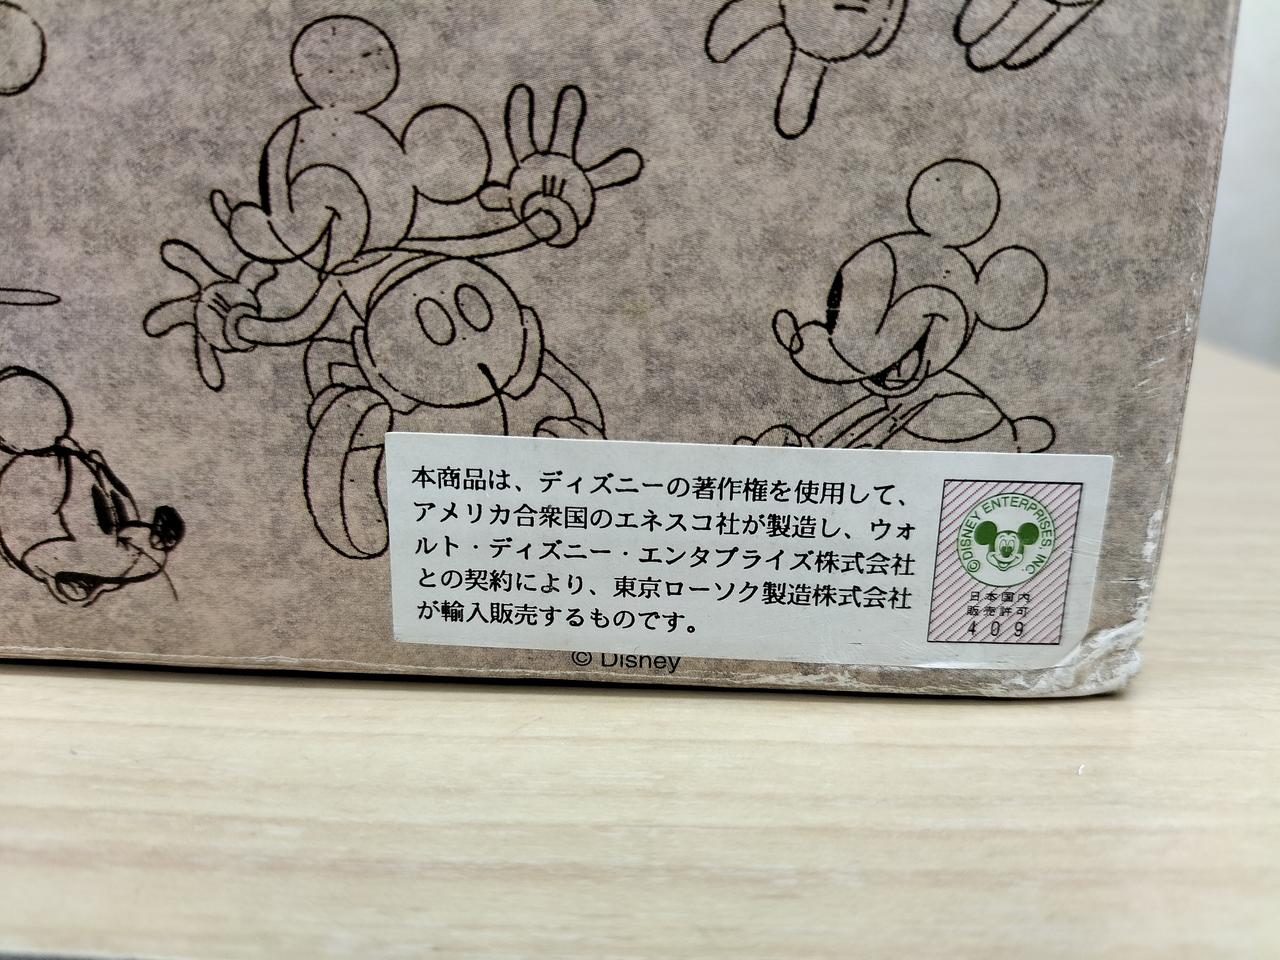 本商品は、ディズニーの著作権を使用して、
アメリカ合衆国のエネスコ社が製造し、ウォ
ルト・ディズニー・エンタプライズ株式会社
との契約により、東京ローソク製造株式会社
が輸入販売するものです。
©DISNEY ENTERPRISES, INC.
日本国内
販売許可
409
© Disney